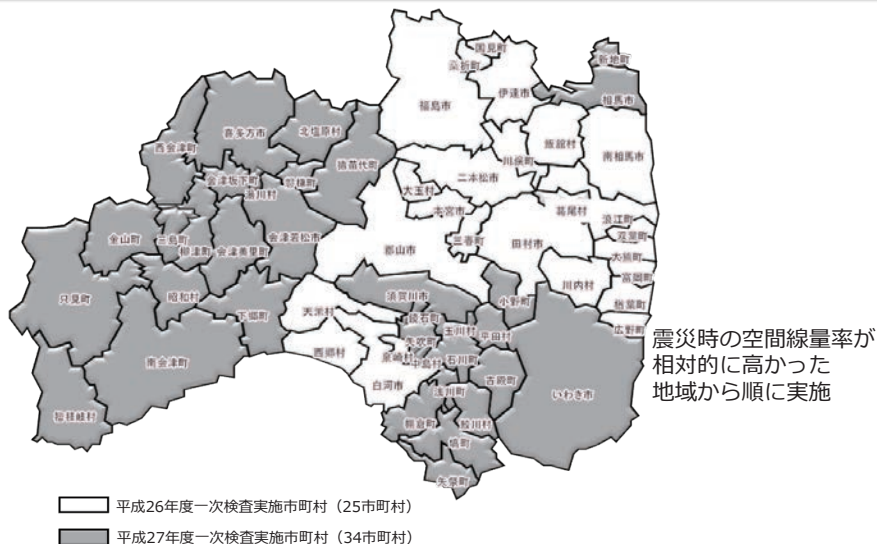 国見町
桑折町
新地町
伊達市
相馬市
福島市
北塩原村
喜多方市
飯舘村
西会津町
川俣町
南相馬市
猪苗代町
二本松市
会津坂下町
磐梯町
湯川村
大玉村
葛尾村
本宮市
浪江町
双葉町
金山町
三島町
会津若松市
三春町
田村市
柳津町
会津美里町
郡山市
大熊町
川内村
富岡町
只見町
昭和村
須賀川市
小野町
楢葉町
下郷町
天栄村
鏡石町
玉川村
広野町
平田村
矢吹町
南会津町
西郷村
泉崎村
中島村
石川町
白河市
古殿町
浅川町
いわき市
檜枝岐村
棚倉町
鮫川村
塙町
矢祭町
震災時の空間線量率が
相対的に高かった
地域から順に実施
平成26年度一次検査実施市町村（25市町村）
平成27年度一次検査実施市町村（34市町村）